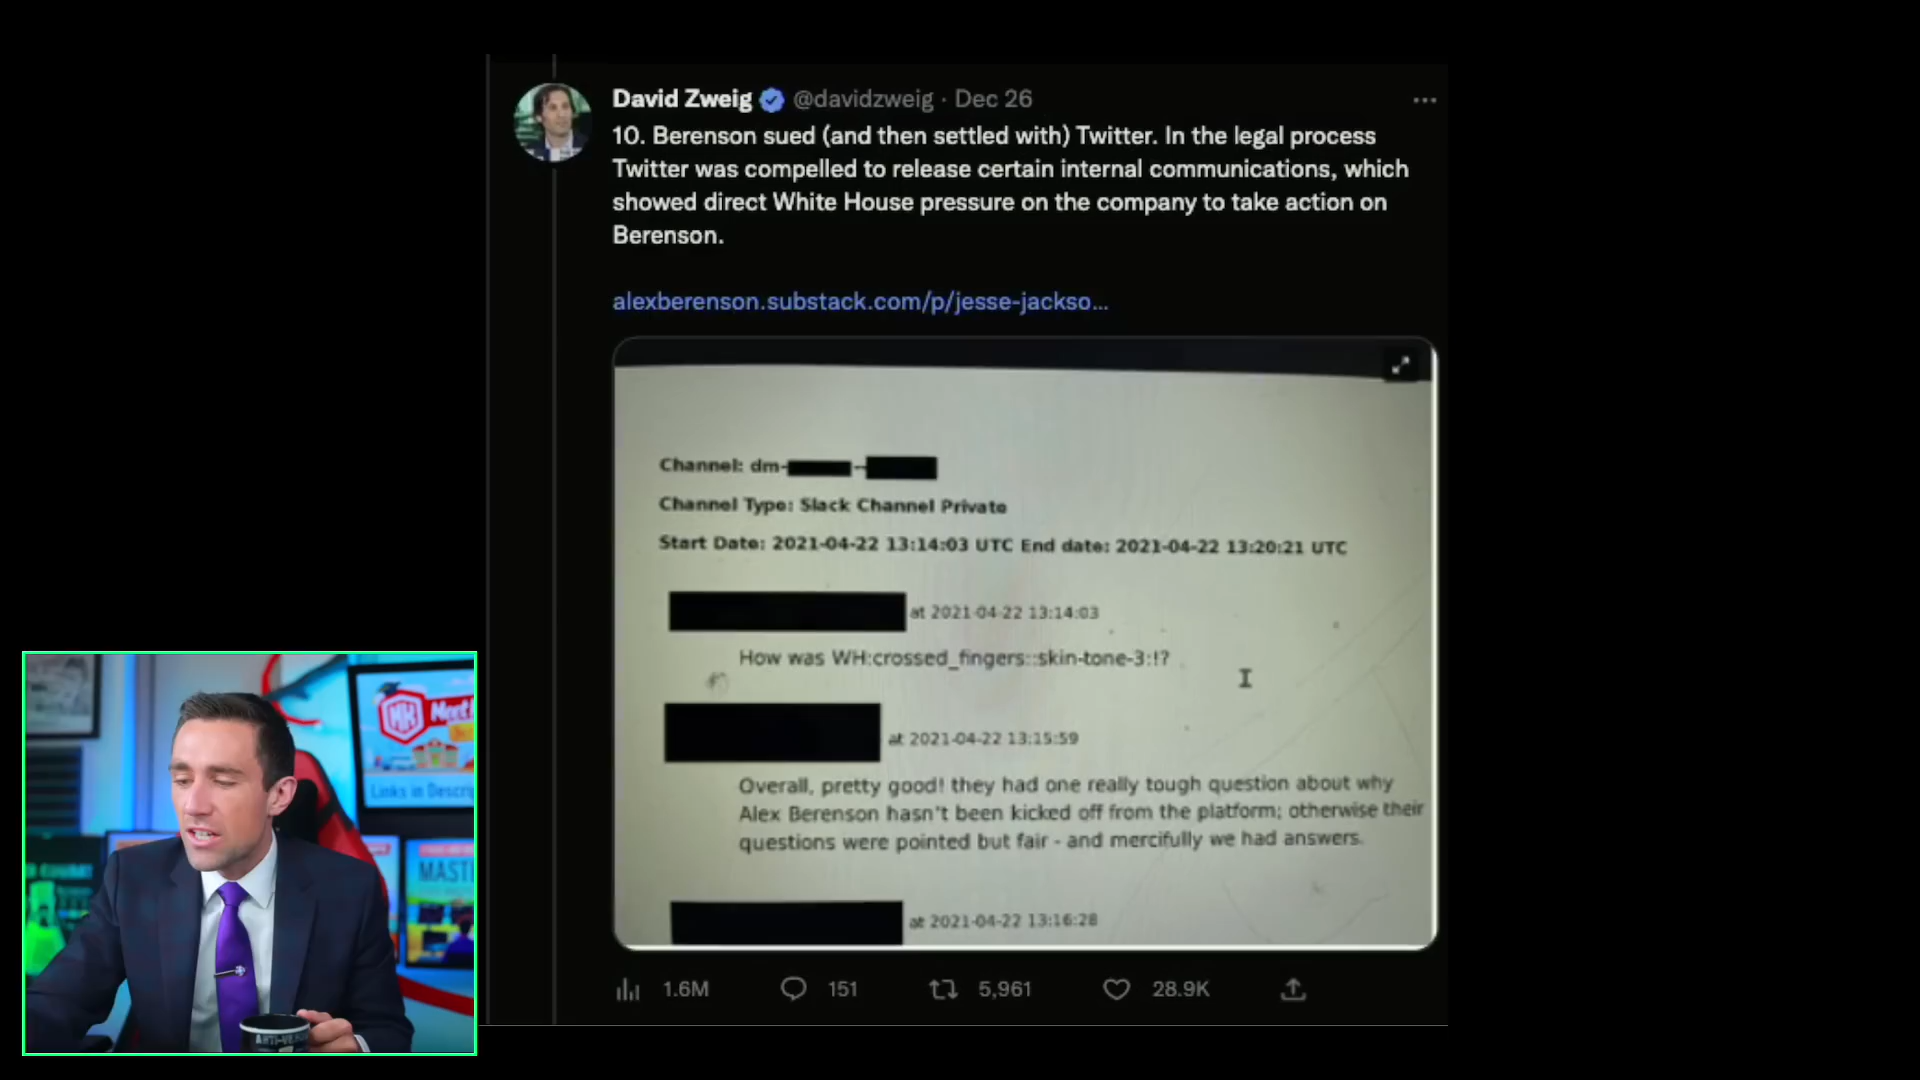 David Zweig @davidzweig · Dec 26
10. Berenson sued (and then settled with) Twitter. In the legal process
Twitter was compelled to release certain internal communications, which
showed direct White House pressure on the company to take action on
Berenson.
alexberenson.substack.com/p/jesse-jackso...
Channel: dm-
Channel Type: Slack Channel Private
Start Date: 2021-04-22 13:14:03 UTC End date: 2021-04-22 13:20:21 UTC
at 2021-04-22 13:14:03
How was WH:crossed_fingers::skin-tone-3:!?
at 2021-04-22 13:15:59
Overall, pretty good! they had one really tough question about why
Alex Berenson hasn't been kicked off from the platform; otherwise their
questions were pointed but fair - and mercifully we had answers.
at 2021-04-22 13:16:28
1.6M 151 5,961 28.9K
Links in